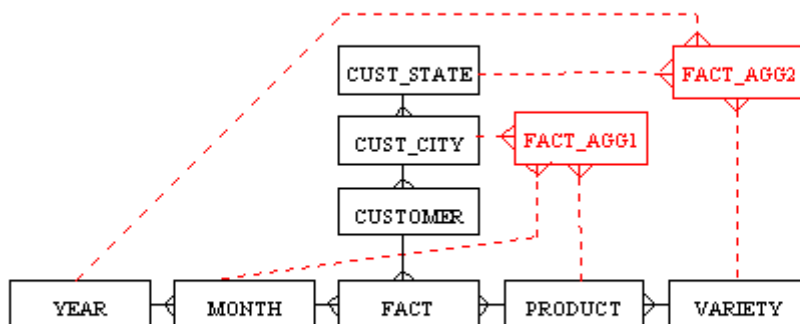 CUST_STATE
FACT_AGG2
CUST_CITY
FACT_AGG1
CUSTOMER
YEAR
MONTH
FACT
PRODUCT
VARIETY